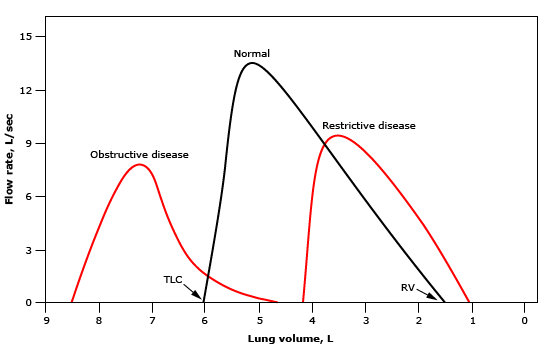 15
Normal
12
Restrictive disease
9
Obstructive disease
Flow rate, L/sec
6
3
TLC
RV
0
9 8 7 6 5 4 3 2 1 0
Lung volume, L